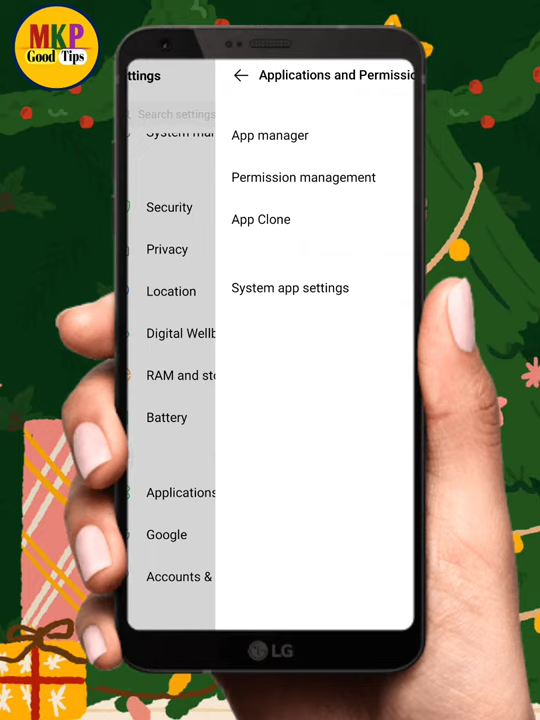 MKP
Good Tips
ttings
Search settings
System ma
Security
Privacy
Location
Digital Wellb
RAM and sto
Battery
Applications
Google
Accounts &
Applications and Permissio
App manager
Permission management
App Clone
System app settings
LG